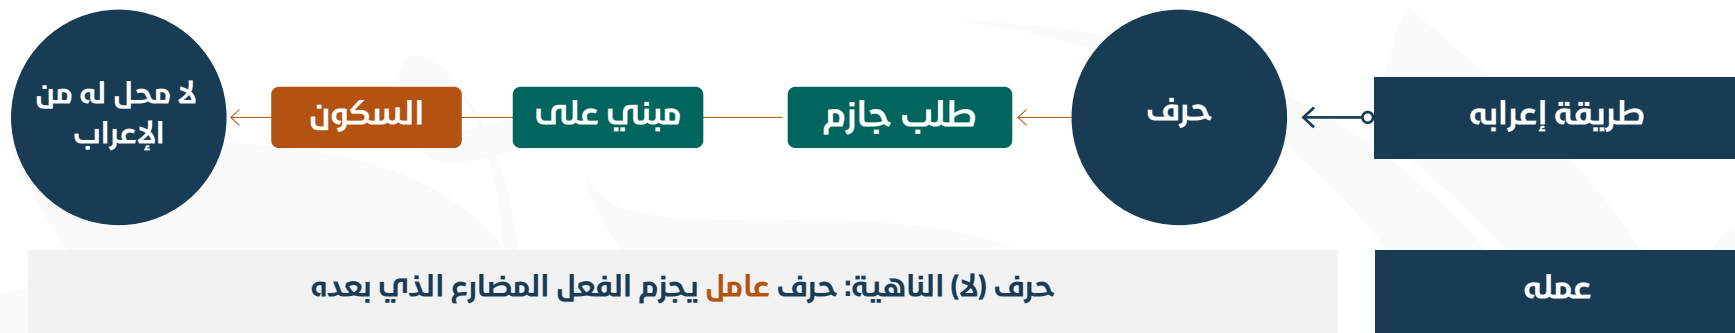 طريقة إعرابه
حرف
طلب جازم
مبني على
السكون
لا محل له من
الإعراب
عمله
حرف (لا) الناهية: حرف عامل يجزم الفعل المضارع الذي بعده